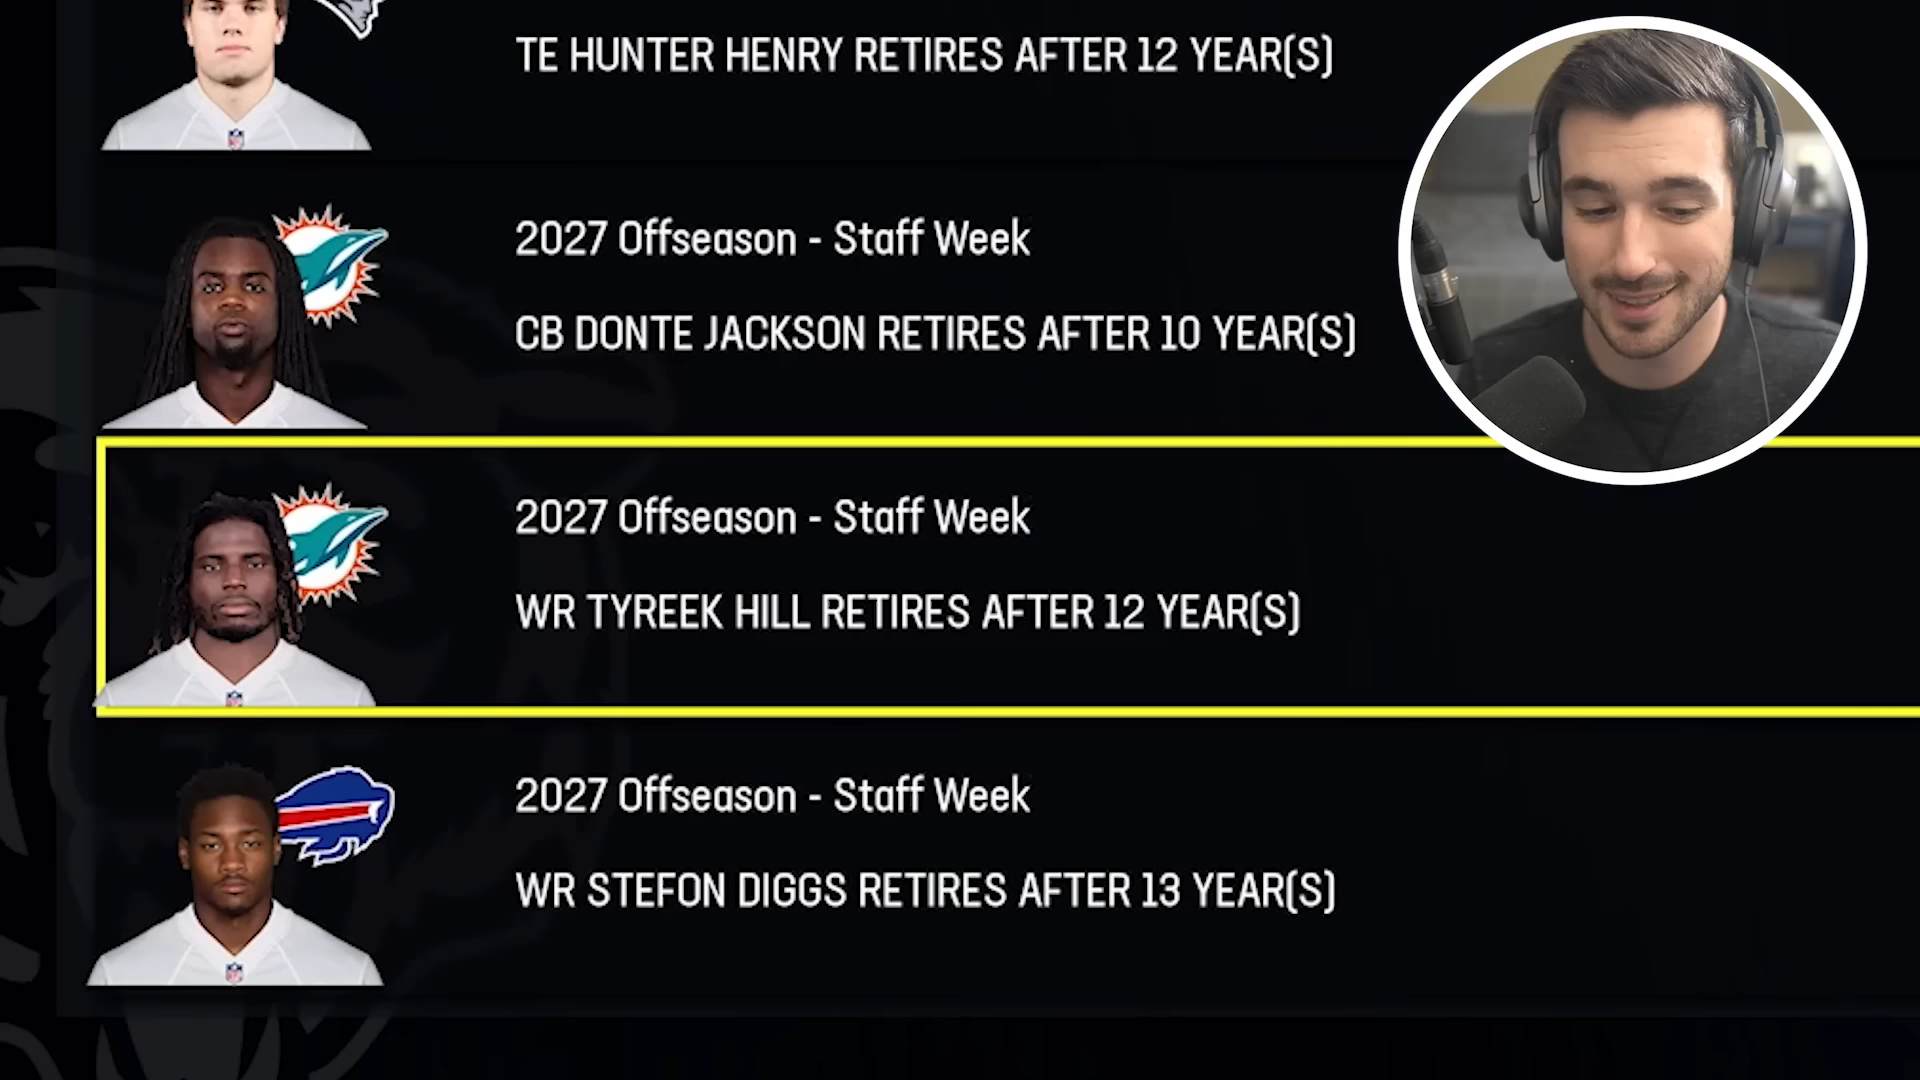 TE HUNTER HENRY RETIRES AFTER 12 YEAR(S)
2027 Offseason - Staff Week
CB DONTE JACKSON RETIRES AFTER 10 YEAR(S)
2027 Offseason - Staff Week
WR TYREEK HILL RETIRES AFTER 12 YEAR(S)
2027 Offseason - Staff Week
WR STEFON DIGGS RETIRES AFTER 13 YEAR(S)